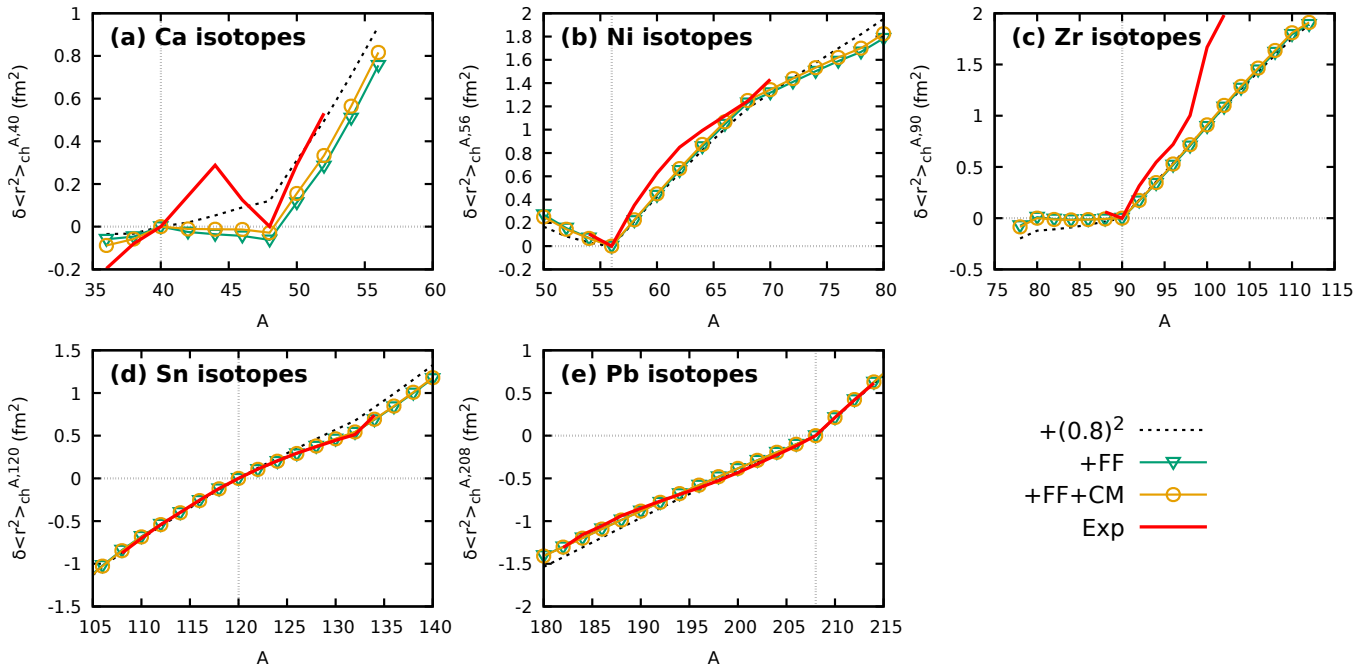 (a) Ca isotopes
δ<r²>ch^A,40 (fm²)
1
0.8
0.6
0.4
0.2
0
-0.2
35 40 45 50 55 60
A
(b) Ni isotopes
δ<r²>ch^A,56 (fm²)
2
1.8
1.6
1.4
1.2
1
0.8
0.6
0.4
0.2
0
-0.2
50 55 60 65 70 75 80
A
(c) Zr isotopes
δ<r²>ch^A,90 (fm²)
2
1.5
1
0.5
0
-0.5
75 80 85 90 95 100 105 110 115
A
(d) Sn isotopes
δ<r²>ch^A,120 (fm²)
1.5
1
0.5
0
-0.5
-1
-1.5
105 110 115 120 125 130 135 140
A
(e) Pb isotopes
δ<r²>ch^A,208 (fm²)
1
0.5
0
-0.5
-1
-1.5
-2
180 185 190 195 200 205 210 215
A
+(0.8)²
+FF
+FF+CM
Exp